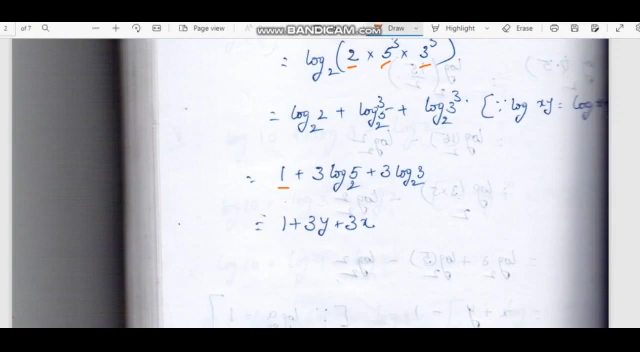 2 of 7 Page view Draw Highlight Erase
WWW.BANDICAM.COM
= log₂(2 × 5³ × 3³)
= log₂2 + log₂5³ + log₂3³. [∵ log xy = log
= 1 + 3 log₂5 + 3 log₂3
= 1 + 3y + 3x